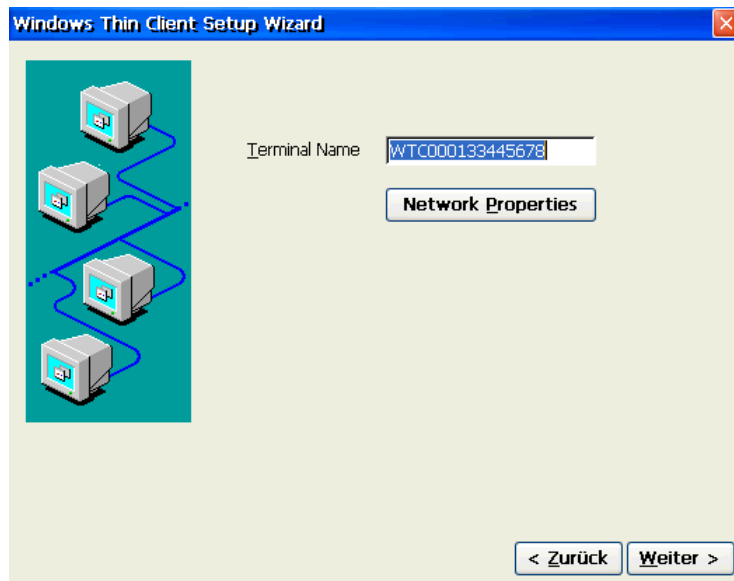 Windows Thin Client Setup Wizard
Terminal Name WTC000133445678
Network Properties
< Zurück Weiter >